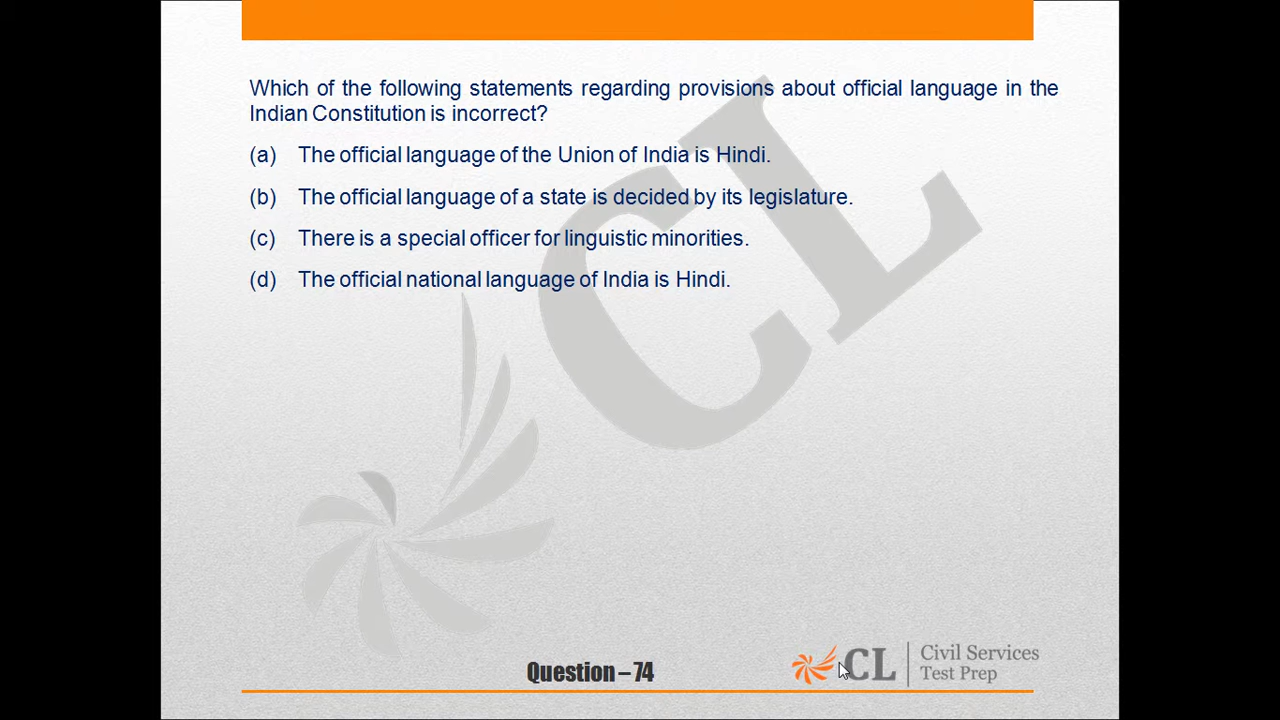 Which of the following statements regarding provisions about official language in the
Indian Constitution is incorrect?
(a) The official language of the Union of India is Hindi.
(b) The official language of a state is decided by its legislature.
(c) There is a special officer for linguistic minorities.
(d) The official national language of India is Hindi.
CL
Question – 74
CL Civil Services
Test Prep